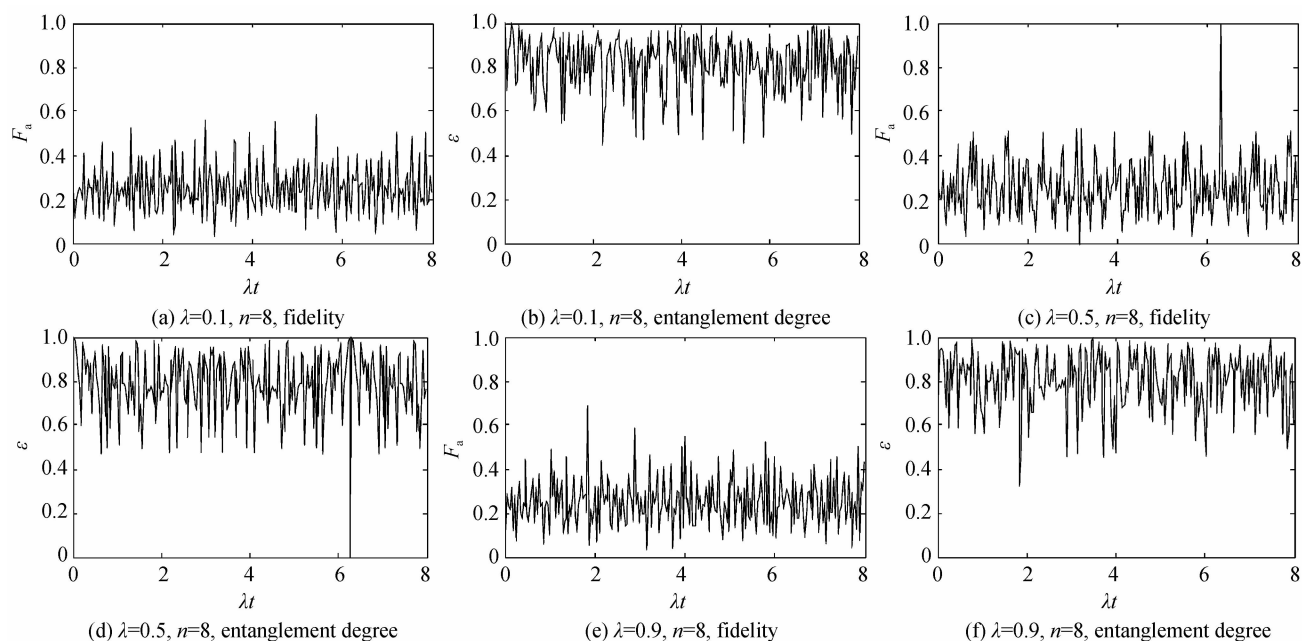 1.0
0.8
0.6
0.4
0.2
0
Fa
0 2 4 6 8
λt
(a) λ=0.1, n=8, fidelity
1.0
0.8
0.6
0.4
0.2
0
ε
0 2 4 6 8
λt
(b) λ=0.1, n=8, entanglement degree
1.0
0.8
0.6
0.4
0.2
0
Fa
0 2 4 6 8
λt
(c) λ=0.5, n=8, fidelity
1.0
0.8
0.6
0.4
0.2
0
ε
0 2 4 6 8
λt
(d) λ=0.5, n=8, entanglement degree
1.0
0.8
0.6
0.4
0.2
0
Fa
0 2 4 6 8
λt
(e) λ=0.9, n=8, fidelity
1.0
0.8
0.6
0.4
0.2
0
ε
0 2 4 6 8
λt
(f) λ=0.9, n=8, entanglement degree